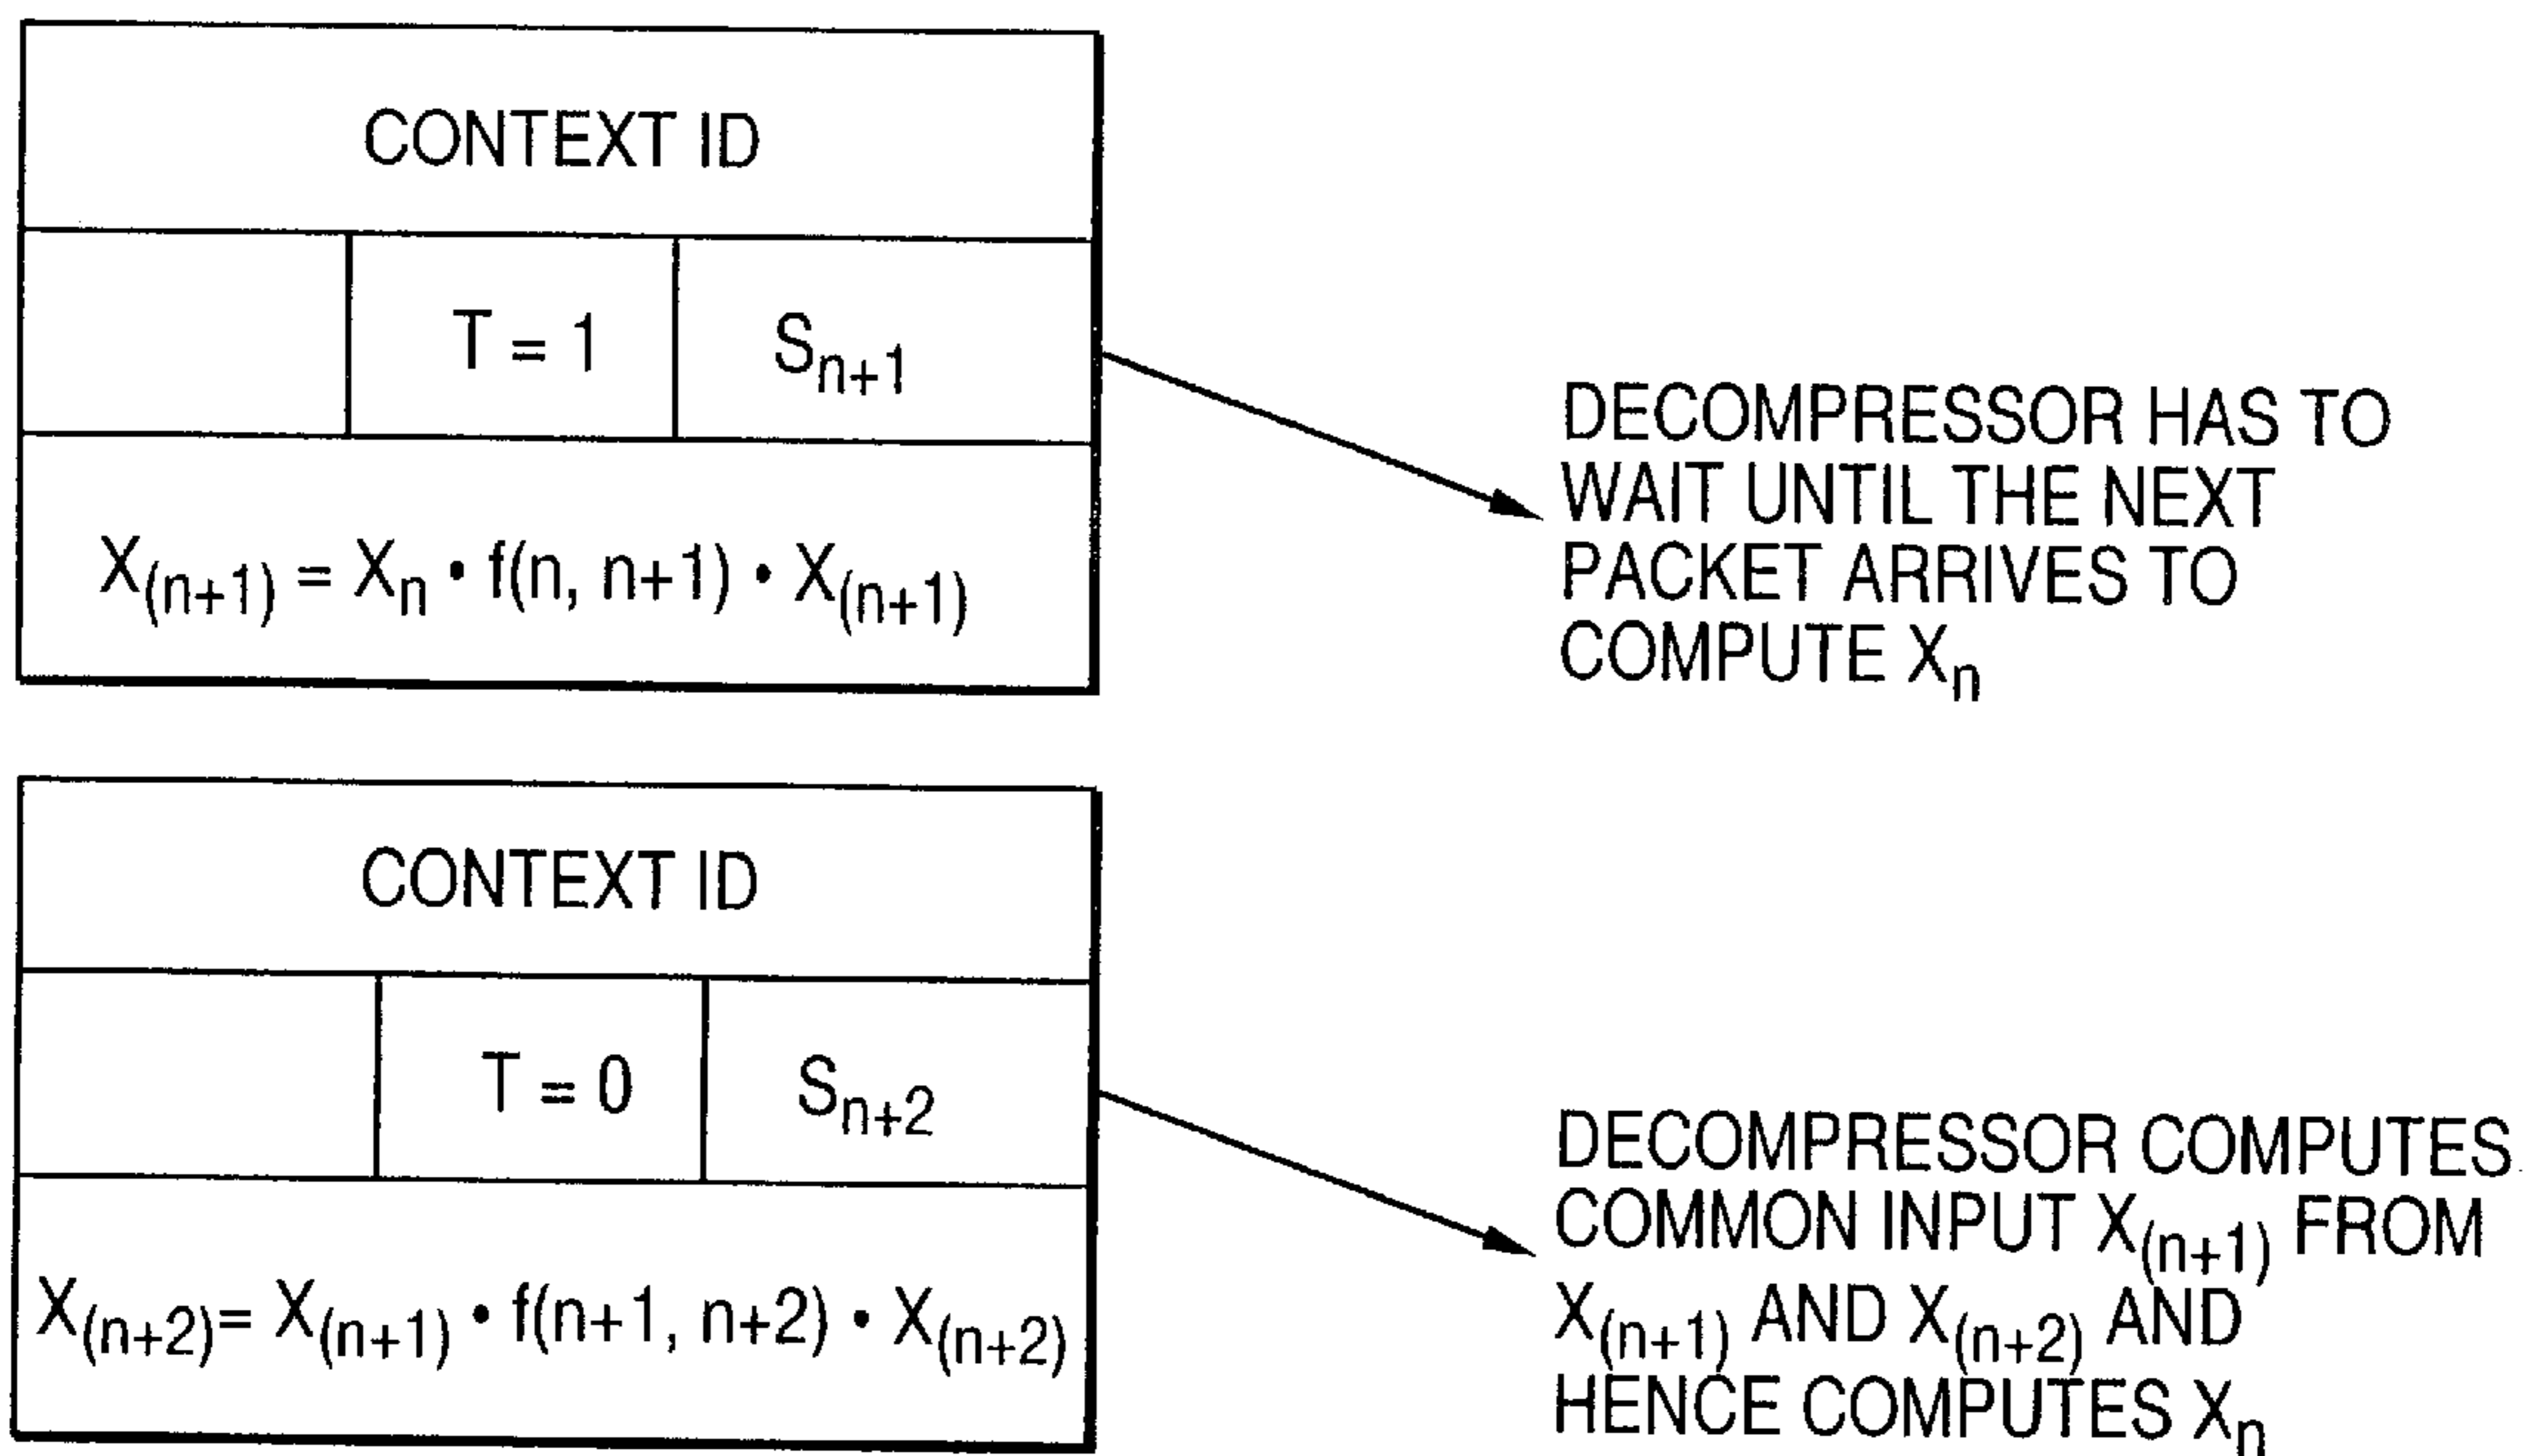 CONTEXT ID
T = 1
Sₙ₊₁
X₍ₙ₊₁₎ = Xₙ • f(n, n+1) • X₍ₙ₊₁₎
DECOMPRESSOR HAS TO
WAIT UNTIL THE NEXT
PACKET ARRIVES TO
COMPUTE Xₙ
CONTEXT ID
T = 0
Sₙ₊₂
X₍ₙ₊₂₎= X₍ₙ₊₁₎ • f(n+1, n+2) • X₍ₙ₊₂₎
DECOMPRESSOR COMPUTES
COMMON INPUT X₍ₙ₊₁₎ FROM
X₍ₙ₊₁₎ AND X₍ₙ₊₂₎ AND
HENCE COMPUTES Xₙ